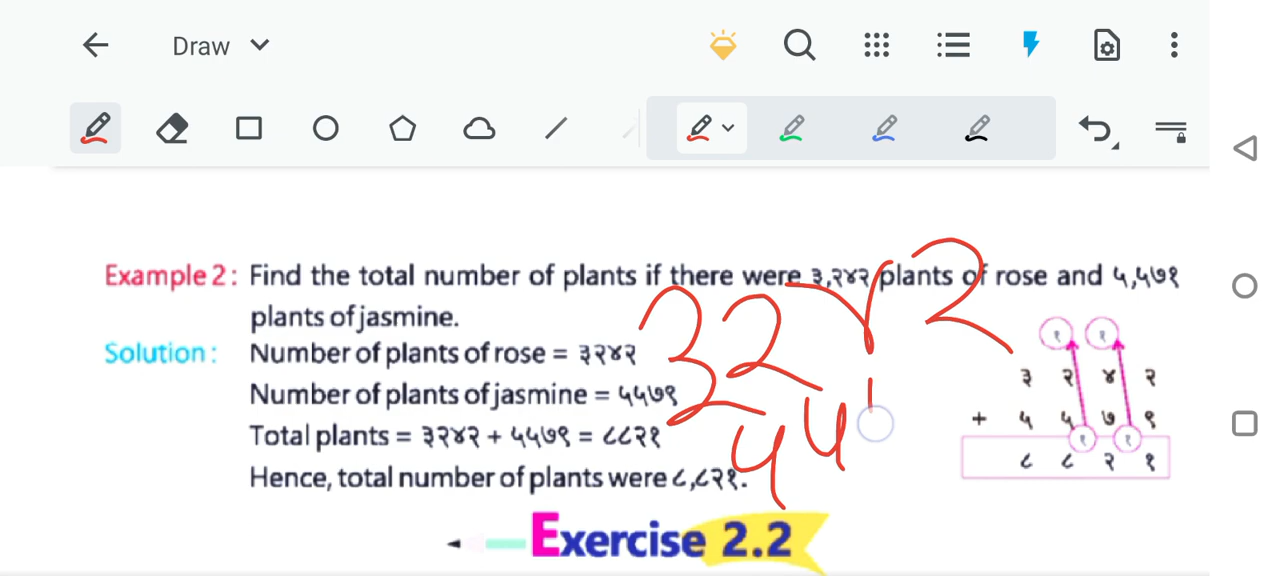 Draw
Example 2 : Find the total number of plants if there were ३,२४२ plants of rose and ५,५७९
plants of jasmine.
Solution : Number of plants of rose = ३२४२
Number of plants of jasmine = ५५७९
Total plants = ३२४२ + ५५७९ = ८८२१
Hence, total number of plants were ८,८२१.
३२४२
५५
१ १
३ २ ४ २
+ ५ ५ ७ ९
१ १
८ ८ २ १
Exercise 2.2